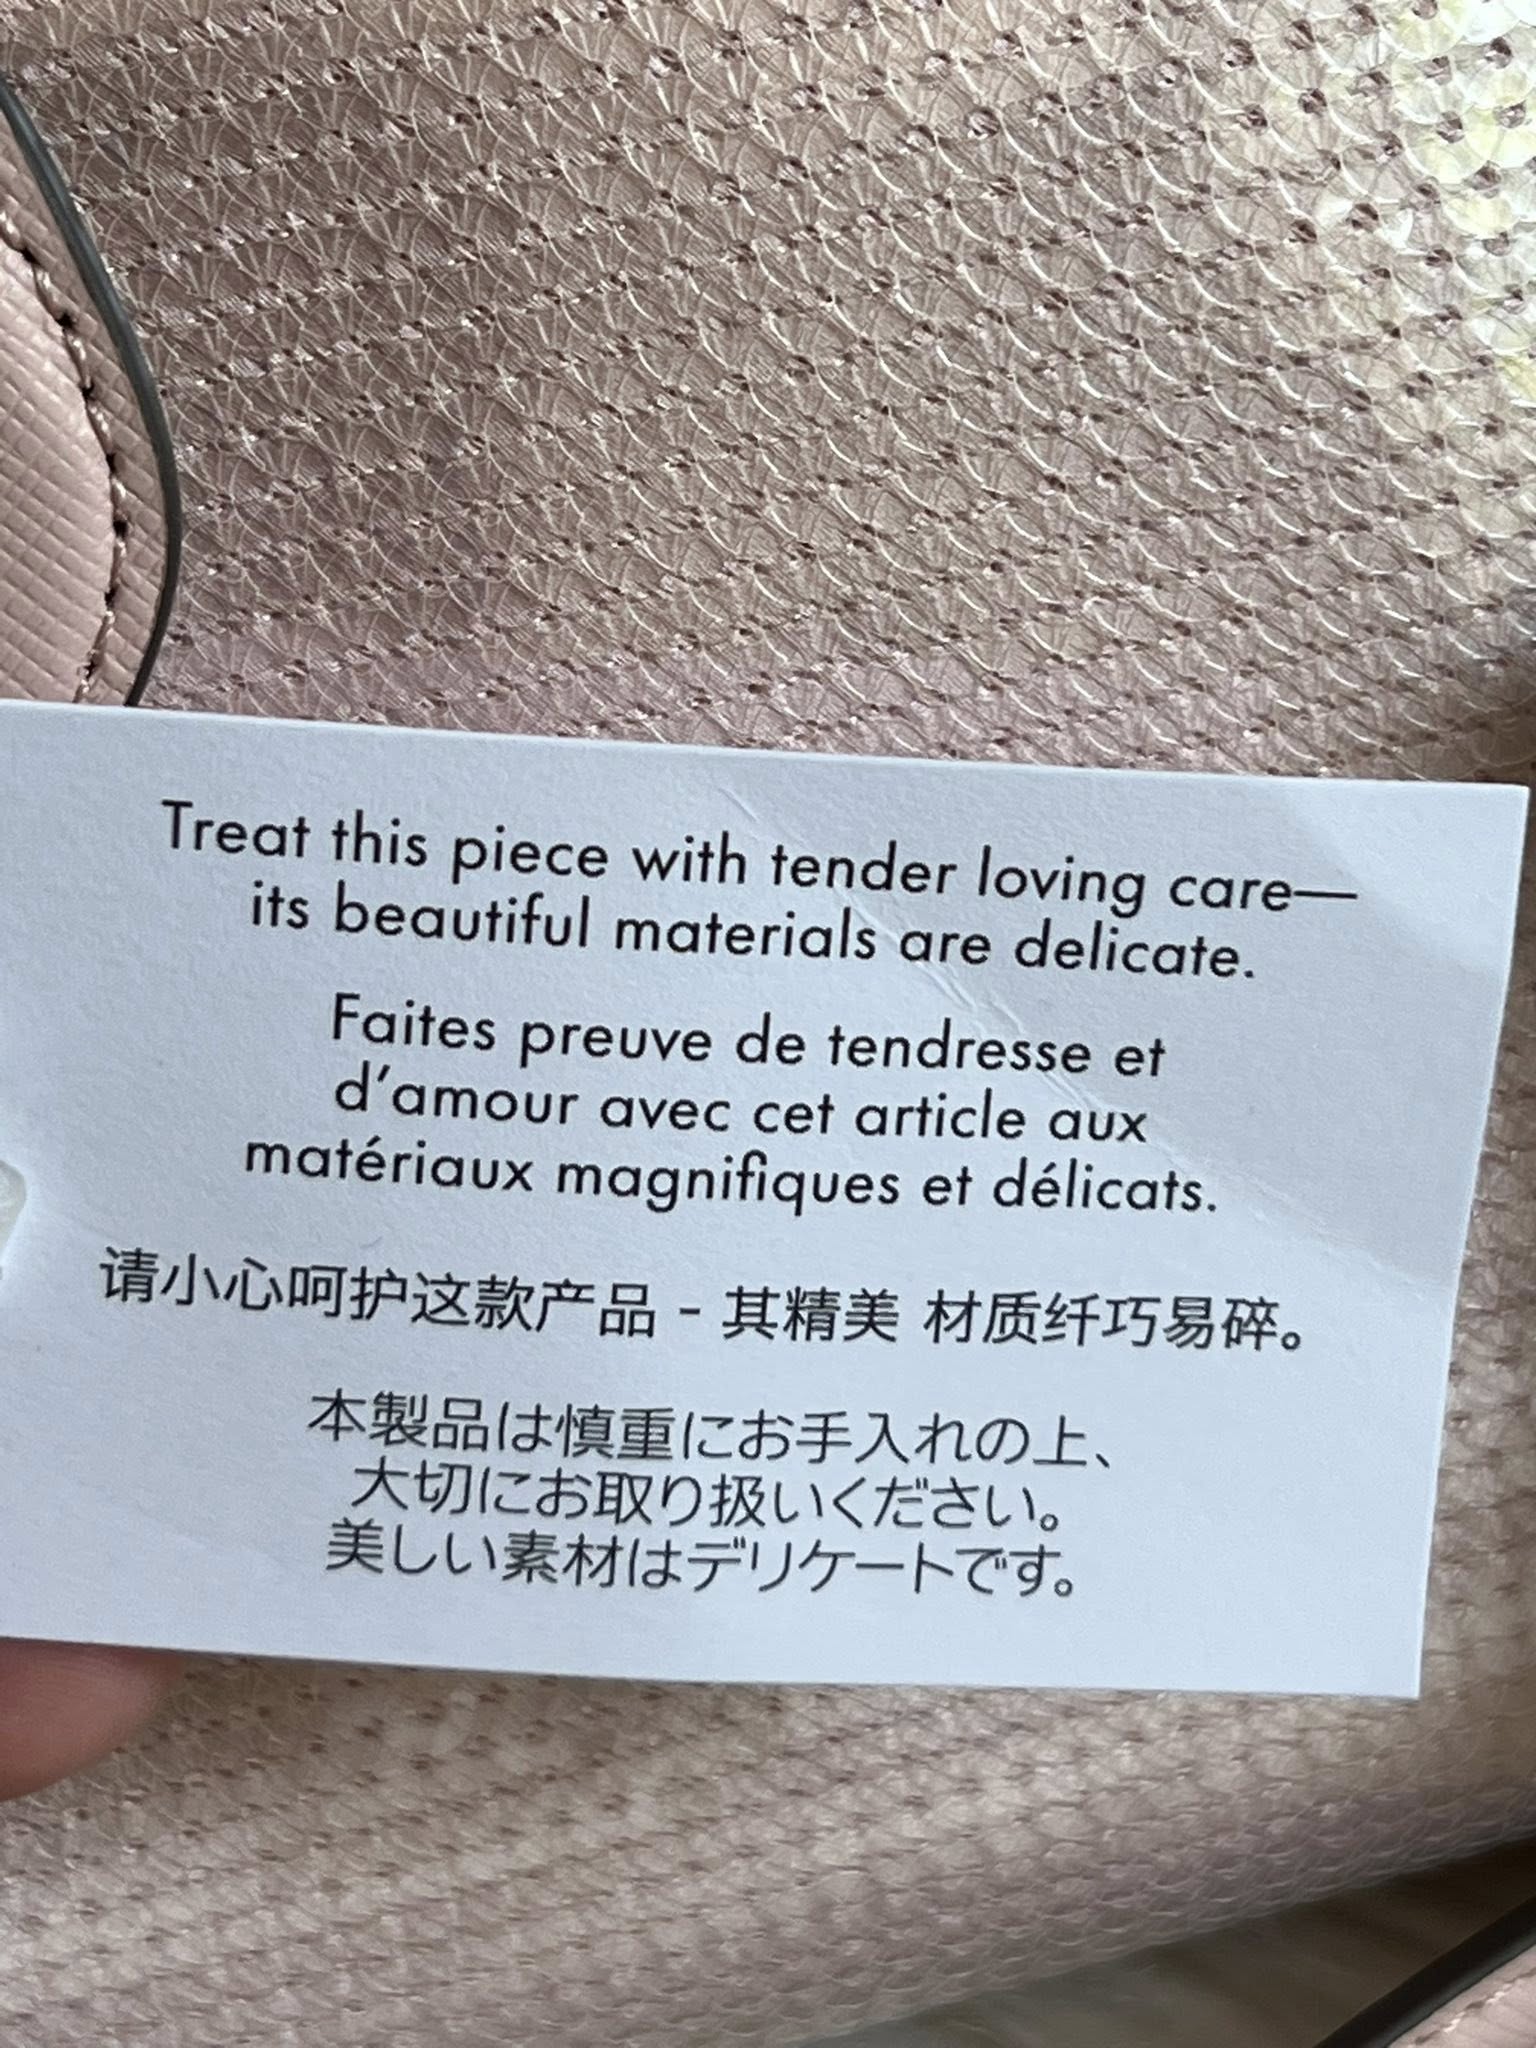 Treat this piece with tender loving care—
its beautiful materials are delicate.
Faites preuve de tendresse et
d’amour avec cet article aux
matériaux magnifiques et délicats.
请小心呵护这款产品 - 其精美 材质纤巧易碎。
本製品は慎重にお手入れの上、
大切にお取り扱いください。
美しい素材はデリケートです。